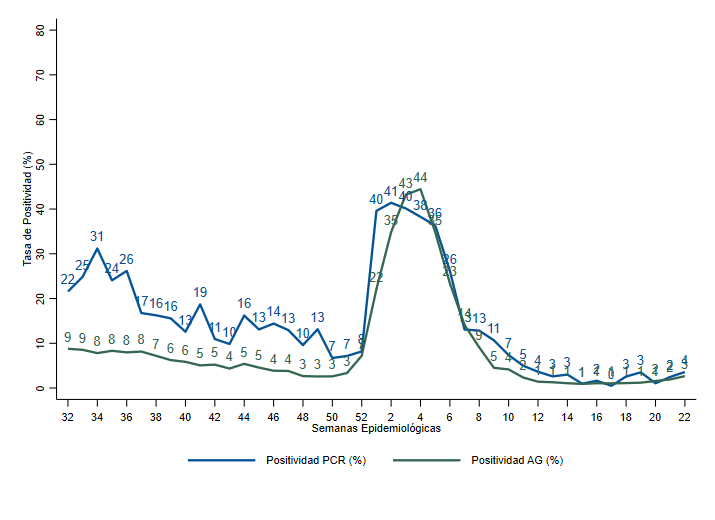 80
70
60
50
40
30
20
10
0
Tasa de Positividad (%)
22 25 31 24 26 17 16 16 13 19 11 10 16 13 14 13 10 13 7 7 8 40 41 40 38 36 26 13 13 11 7 5 4 3 3 1 2 0 3 3 1 2 4
9 9 8 8 8 8 7 6 6 5 5 4 5 5 4 4 3 3 3 3 8 22 35 43 44 35 23 14 9 5 4 2 1 1 1 1 1 1 1 1 2 3
32 34 36 38 40 42 44 46 48 50 52 2 4 6 8 10 12 14 16 18 20 22
Semanas Epidemiológicas
Positividad PCR (%) Positividad AG (%)